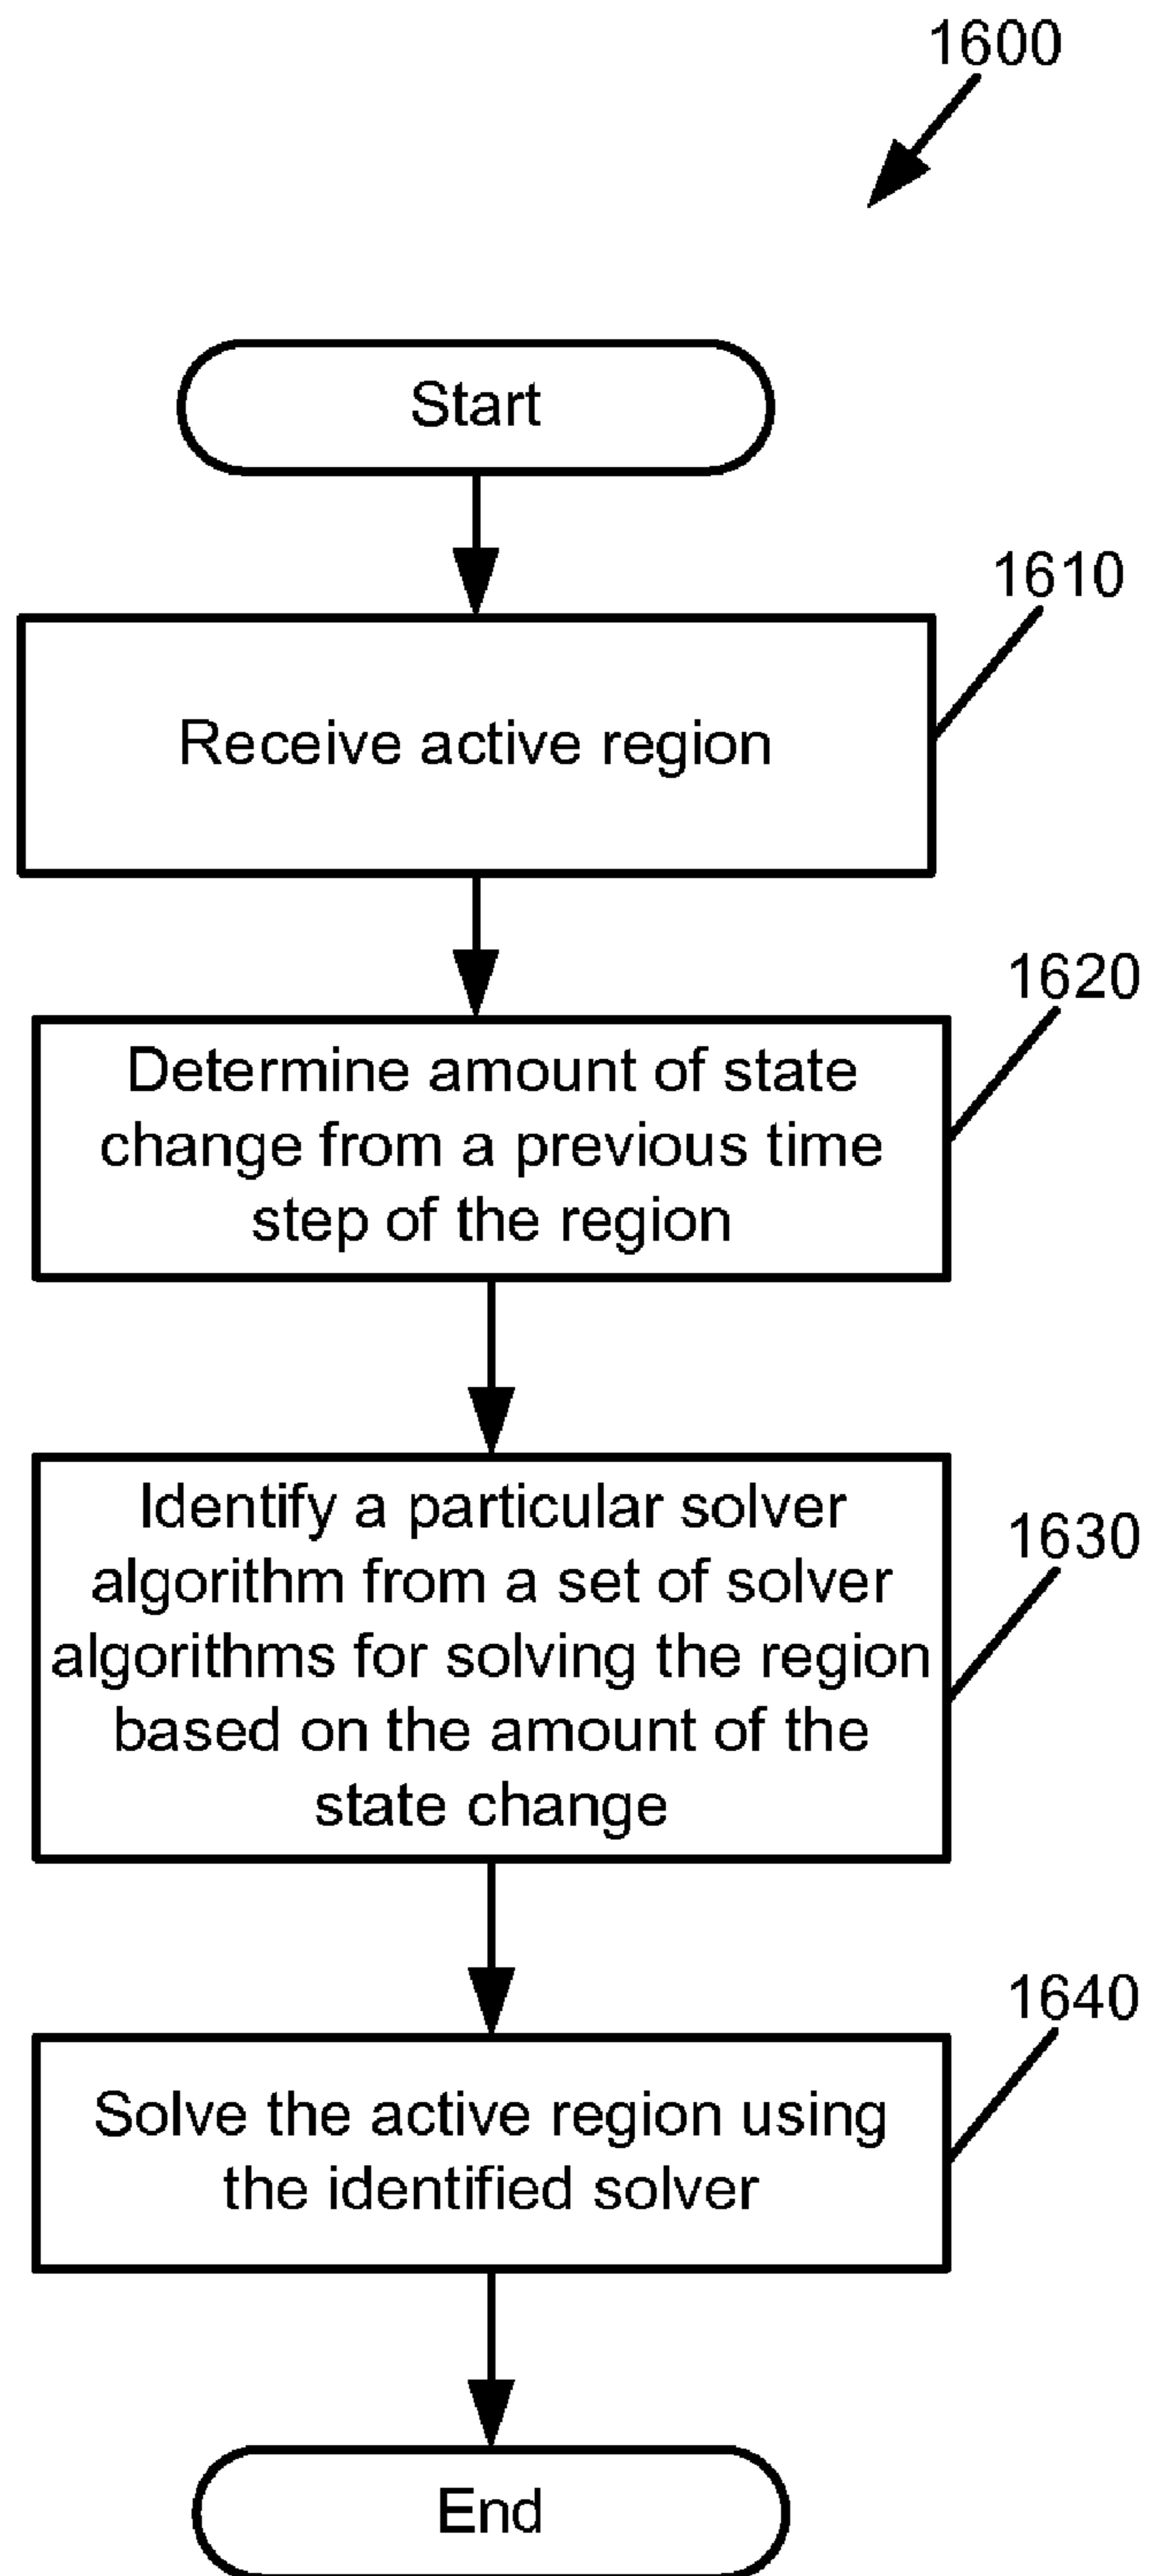 1600
Start
1610
Receive active region
1620
Determine amount of state
change from a previous time
step of the region
1630
Identify a particular solver
algorithm from a set of solver
algorithms for solving the region
based on the amount of the
state change
1640
Solve the active region using
the identified solver
End